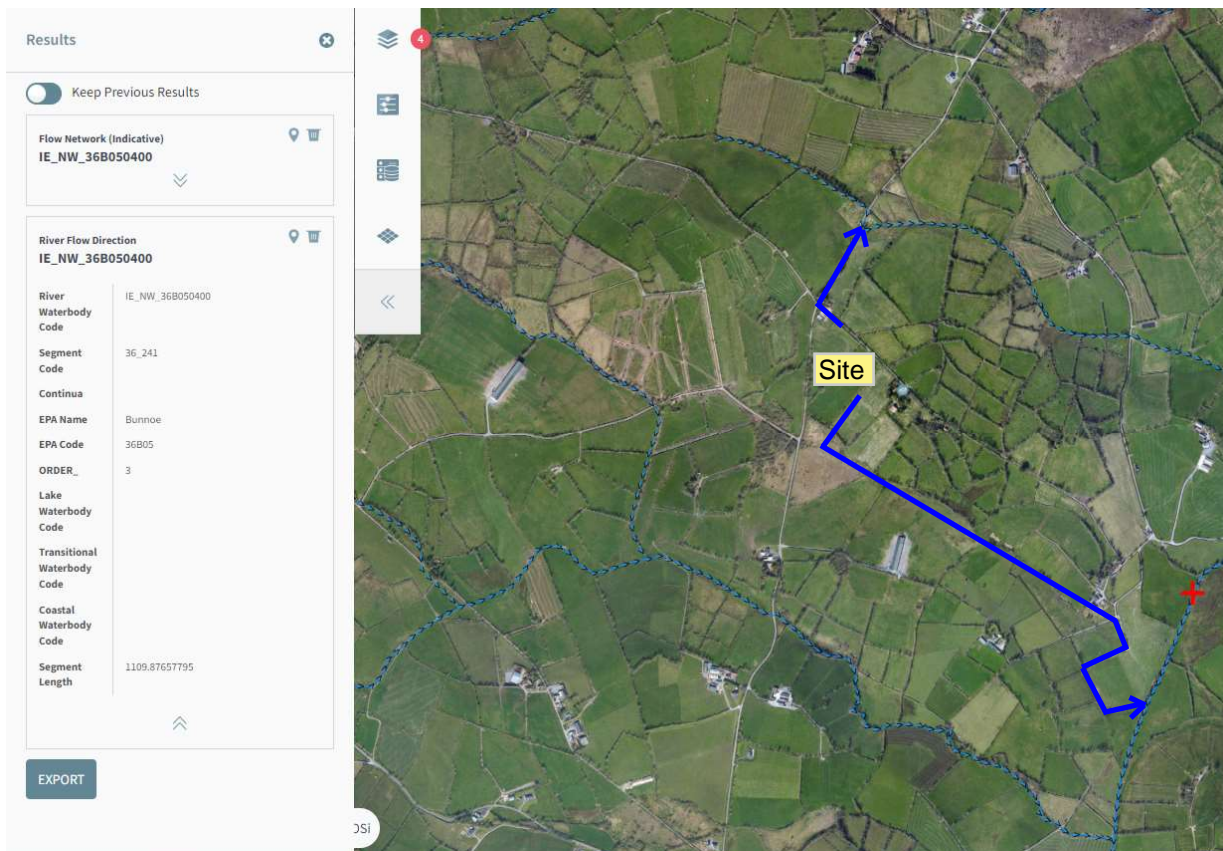 Results
4
Keep Previous Results
Flow Network (Indicative)
IE_NW_36B050400
River Flow Direction
IE_NW_36B050400
River Waterbody Code IE_NW_36B050400
Segment Code 36_241
Continua
EPA Name Bunnoe
EPA Code 36B05
ORDER_ 3
Lake Waterbody Code
Transitional Waterbody Code
Coastal Waterbody Code
Segment Length 1109.87657795
EXPORT
Site
OSi